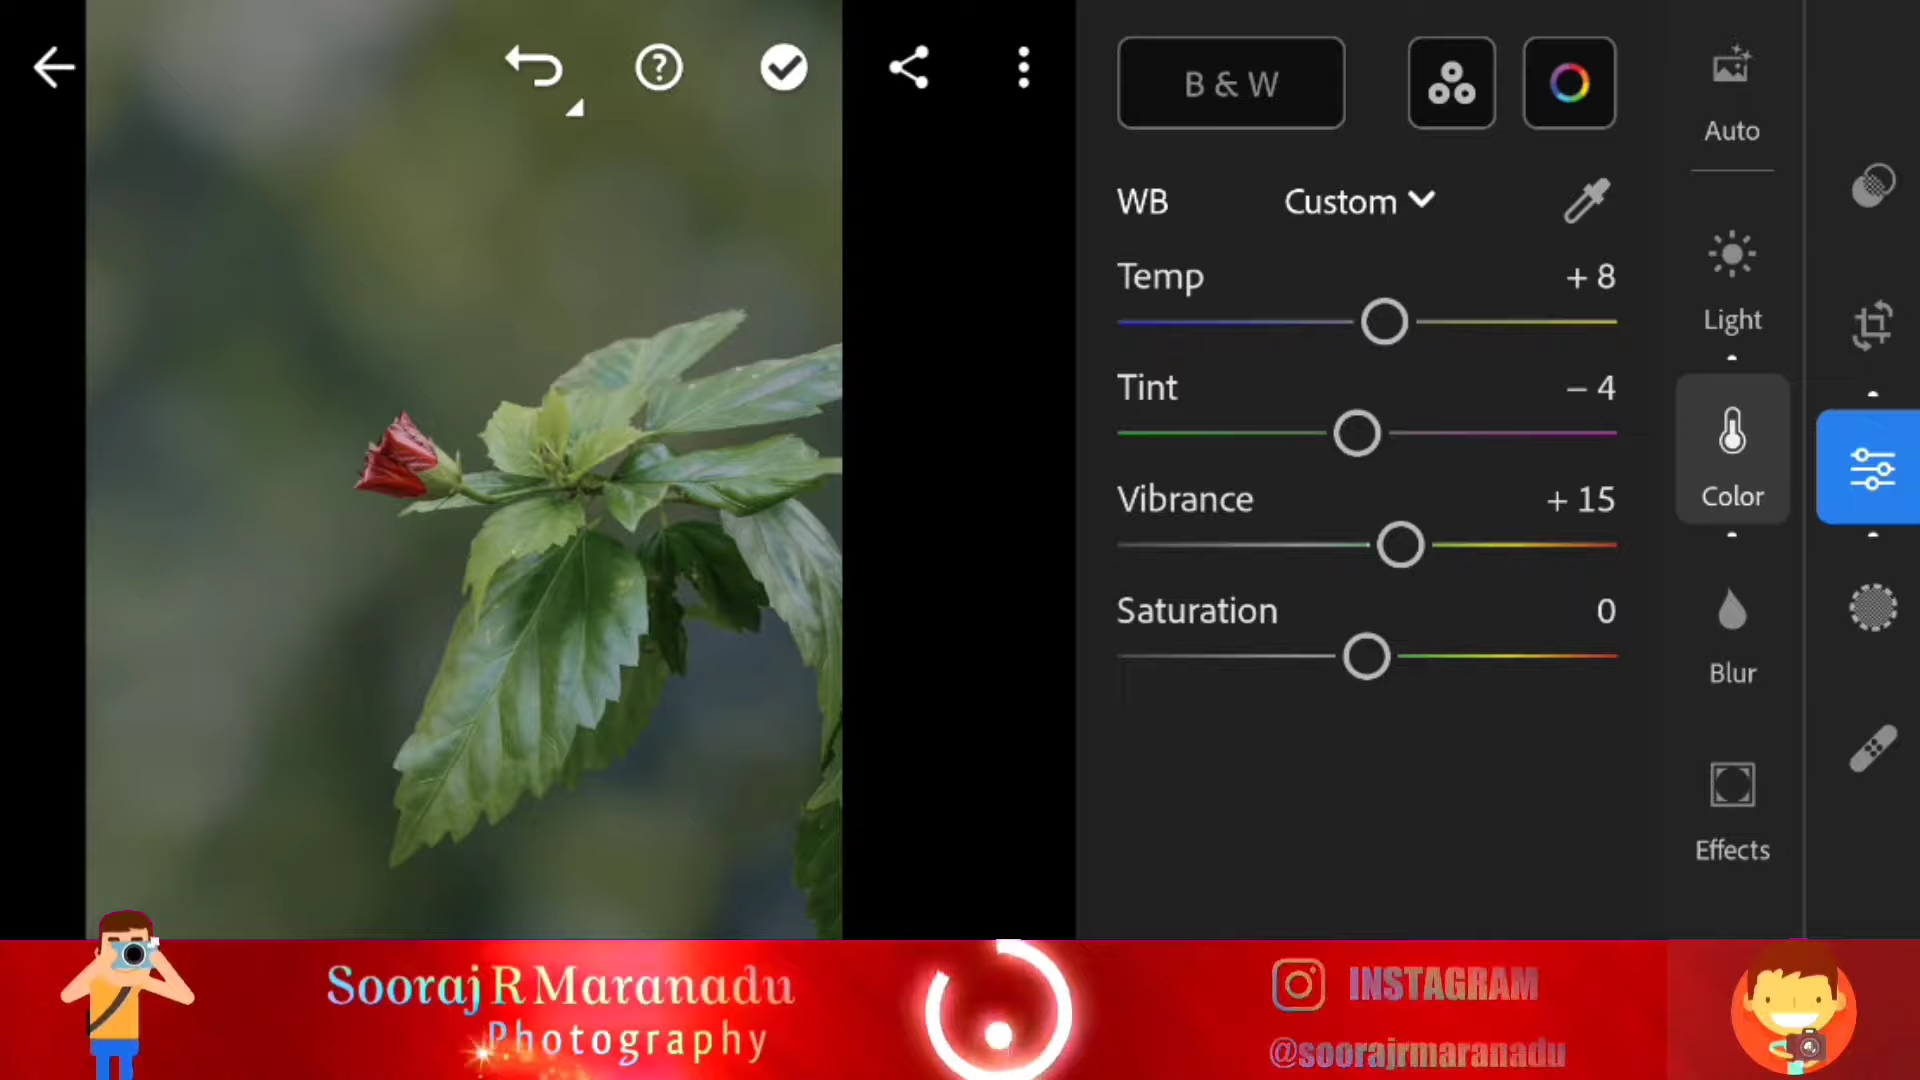 B & W
Auto
WB Custom
Temp + 8
Light
Tint – 4
Color
Vibrance + 15
Saturation 0
Blur
Effects
Sooraj R Maranadu
Photography
INSTAGRAM
@soorajrmaranadu